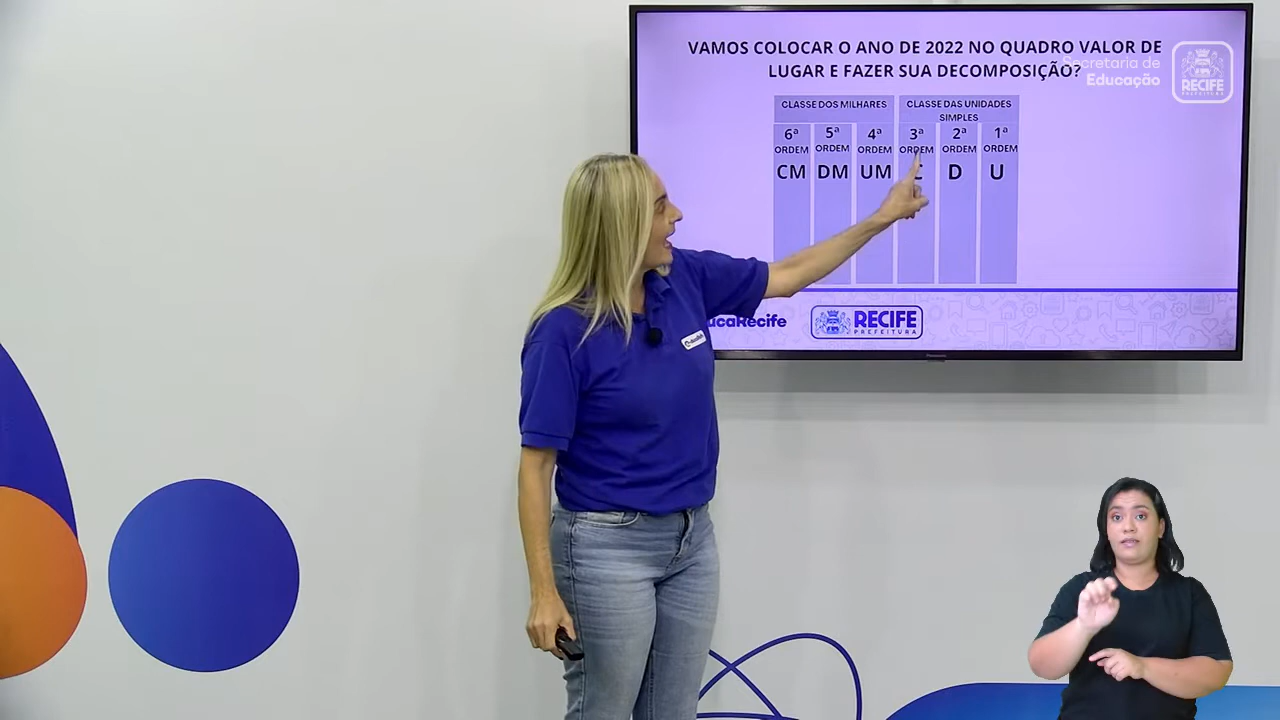 VAMOS COLOCAR O ANO DE 2022 NO QUADRO VALOR DE
LUGAR E FAZER SUA DECOMPOSIÇÃO?
Secretaria de
Educação
RECIFE
PREFEITURA
CLASSE DOS MILHARES
CLASSE DAS UNIDADES
SIMPLES
6ª 5ª 4ª 3ª 2ª 1ª
ORDEM ORDEM ORDEM ORDEM ORDEM ORDEM
CM DM UM C D U
ucaRecife
RECIFE
PREFEITURA